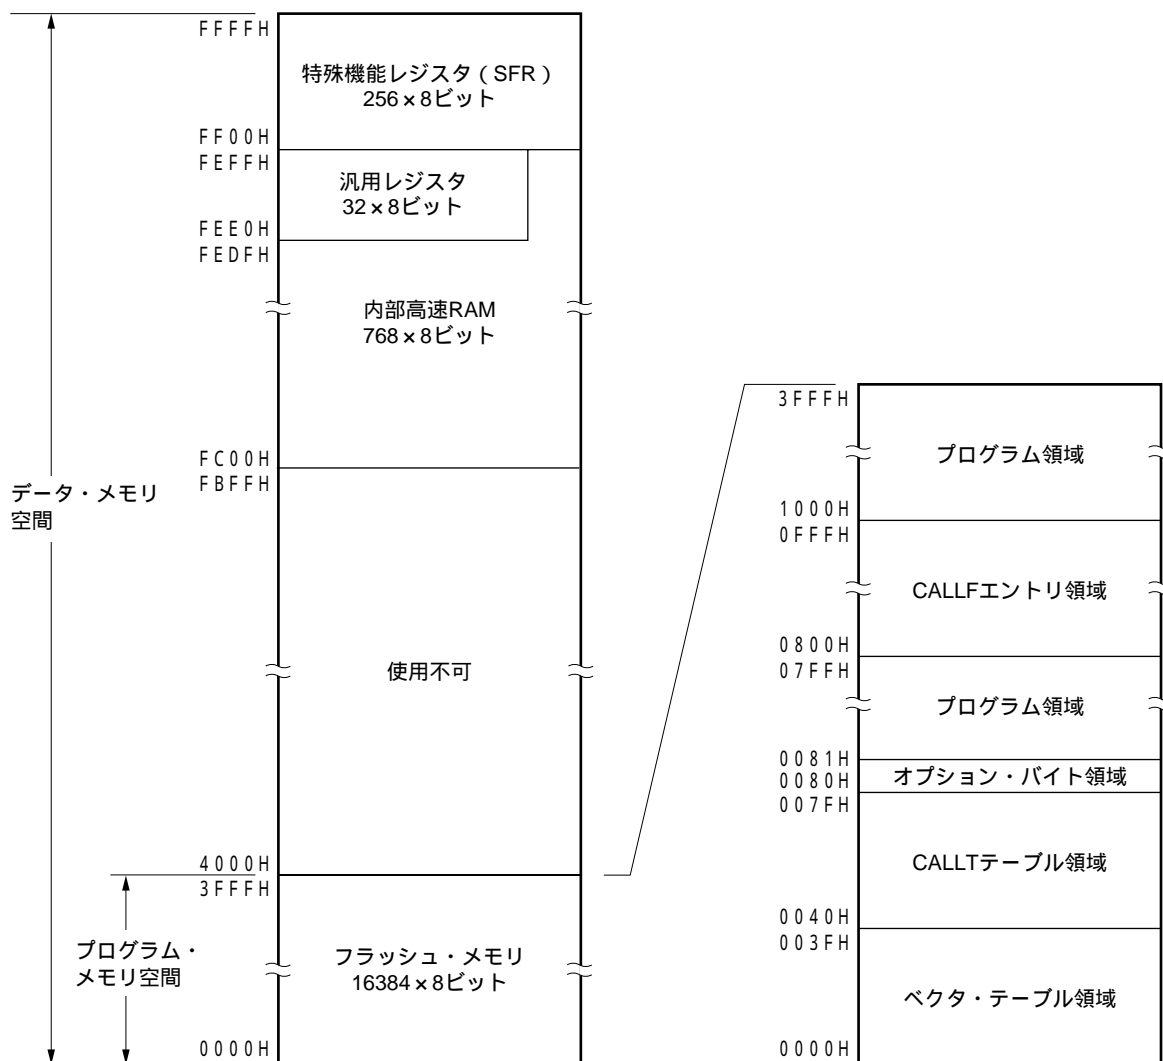 FFFFH
特殊機能レジスタ（SFR）
256×8ビット
FF00H
FEFFH
汎用レジスタ
32×8ビット
FEE0H
FEDFH
内部高速RAM
768×8ビット
FC00H
FBFFH
データ・メモリ
空間
使用不可
4000H
3FFFH
プログラム・
メモリ空間
フラッシュ・メモリ
16384×8ビット
0000H
3FFFH
プログラム領域
1000H
0FFFH
CALLFエントリ領域
0800H
07FFH
プログラム領域
0081H
0080H
オプション・バイト領域
007FH
CALLTテーブル領域
0040H
003FH
ベクタ・テーブル領域
0000H